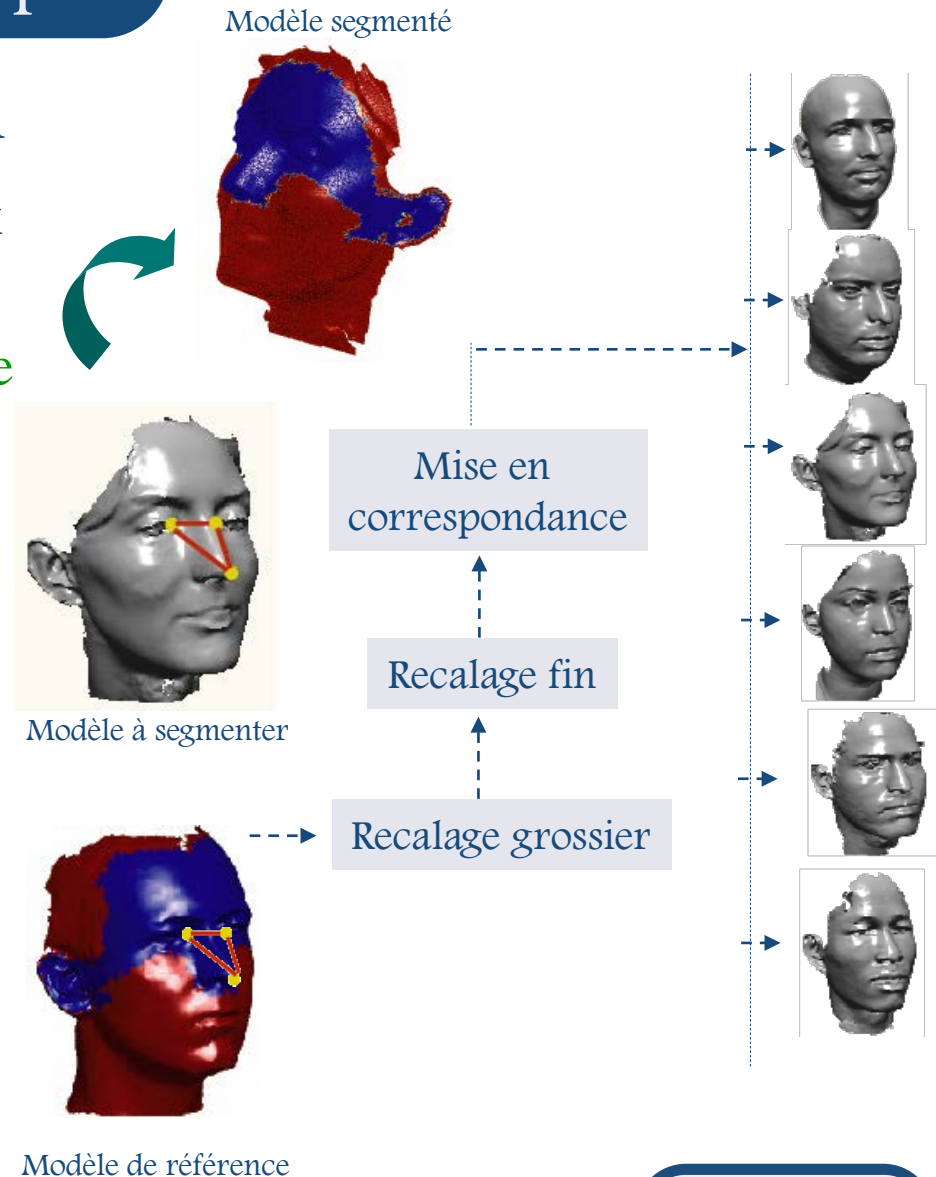 Modèle segmenté
Mise en
correspondance
Recalage fin
Modèle à segmenter
Recalage grossier
Modèle de référence